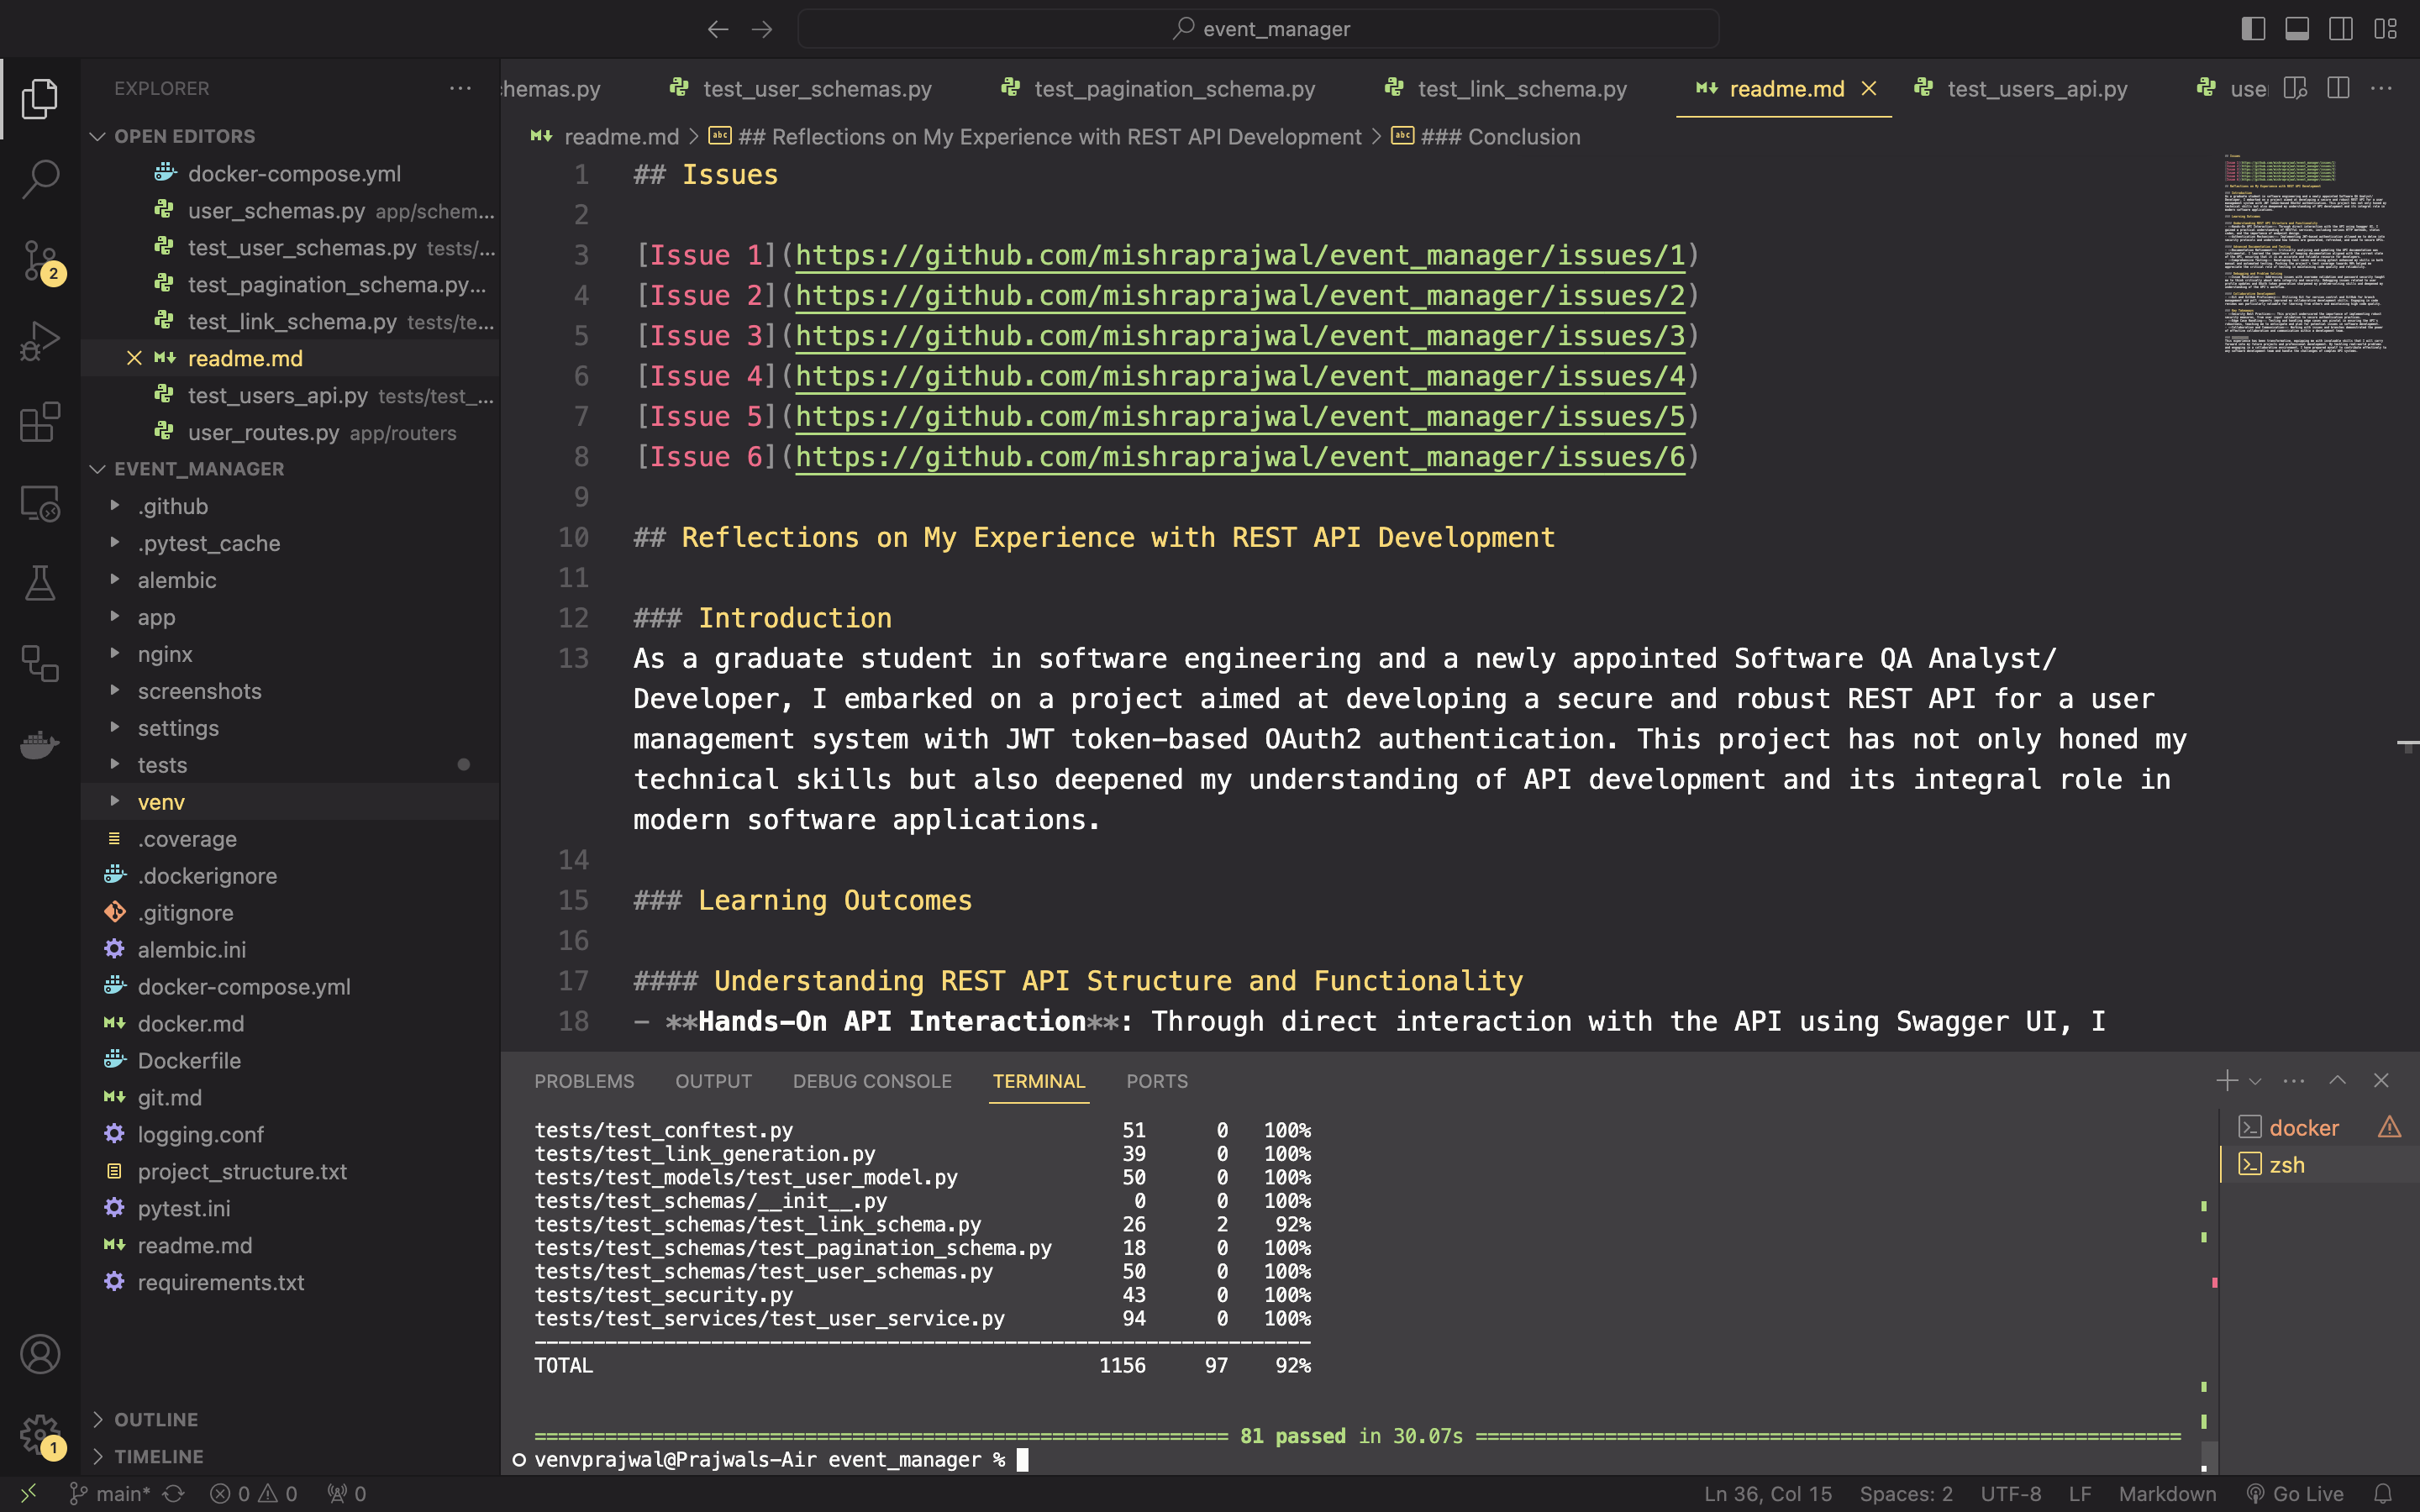 event_manager
EXPLORER
OPEN EDITORS
docker-compose.yml
user_schemas.py app/schem...
test_user_schemas.py tests/...
test_pagination_schema.py...
test_link_schema.py tests/te...
readme.md
test_users_api.py tests/test_...
user_routes.py app/routers
EVENT_MANAGER
.github
.pytest_cache
alembic
app
nginx
screenshots
settings
tests
venv
.coverage
.dockerignore
.gitignore
alembic.ini
docker-compose.yml
docker.md
Dockerfile
git.md
logging.conf
project_structure.txt
pytest.ini
readme.md
requirements.txt
OUTLINE
TIMELINE
2
1
hemas.py test_user_schemas.py test_pagination_schema.py test_link_schema.py readme.md test_users_api.py use
readme.md > ## Reflections on My Experience with REST API Development > ### Conclusion
1 ## Issues
2
3 [Issue 1](https://github.com/mishraprajwal/event_manager/issues/1)
4 [Issue 2](https://github.com/mishraprajwal/event_manager/issues/2)
5 [Issue 3](https://github.com/mishraprajwal/event_manager/issues/3)
6 [Issue 4](https://github.com/mishraprajwal/event_manager/issues/4)
7 [Issue 5](https://github.com/mishraprajwal/event_manager/issues/5)
8 [Issue 6](https://github.com/mishraprajwal/event_manager/issues/6)
9
10 ## Reflections on My Experience with REST API Development
11
12 ### Introduction
13 As a graduate student in software engineering and a newly appointed Software QA Analyst/
Developer, I embarked on a project aimed at developing a secure and robust REST API for a user
management system with JWT token-based OAuth2 authentication. This project has not only honed my
technical skills but also deepened my understanding of API development and its integral role in
modern software applications.
14
15 ### Learning Outcomes
16
17 #### Understanding REST API Structure and Functionality
18 - **Hands-On API Interaction**: Through direct interaction with the API using Swagger UI, I
PROBLEMS OUTPUT DEBUG CONSOLE TERMINAL PORTS
tests/test_conftest.py 51 0 100%
tests/test_link_generation.py 39 0 100%
tests/test_models/test_user_model.py 50 0 100%
tests/test_schemas/__init__.py 0 0 100%
tests/test_schemas/test_link_schema.py 26 2 92%
tests/test_schemas/test_pagination_schema.py 18 0 100%
tests/test_schemas/test_user_schemas.py 50 0 100%
tests/test_security.py 43 0 100%
tests/test_services/test_user_service.py 94 0 100%
TOTAL 1156 97 92%
81 passed in 30.07s
venvprajwal@Prajwals-Air event_manager %
docker
zsh
main* 0 0 0 Ln 36, Col 15 Spaces: 2 UTF-8 LF Markdown Go Live